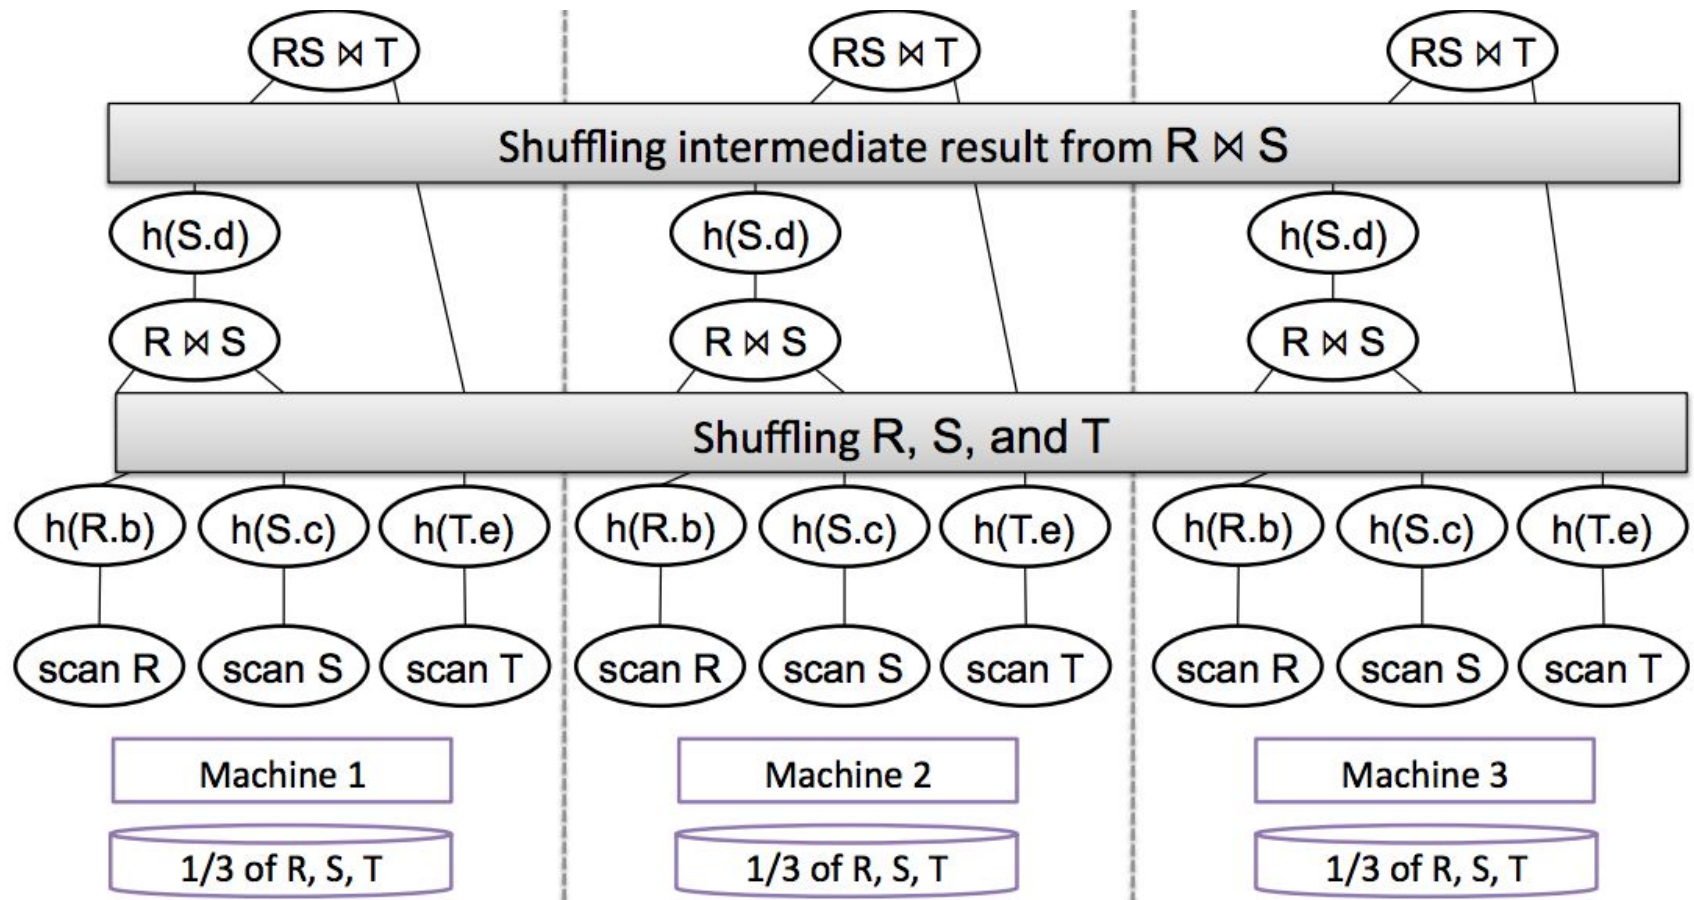 RS ⋈ T RS ⋈ T RS ⋈ T
Shuffling intermediate result from R ⋈ S
h(S.d) h(S.d) h(S.d)
R ⋈ S R ⋈ S R ⋈ S
Shuffling R, S, and T
h(R.b) h(S.c) h(T.e) h(R.b) h(S.c) h(T.e) h(R.b) h(S.c) h(T.e)
scan R scan S scan T scan R scan S scan T scan R scan S scan T
Machine 1 Machine 2 Machine 3
1/3 of R, S, T 1/3 of R, S, T 1/3 of R, S, T